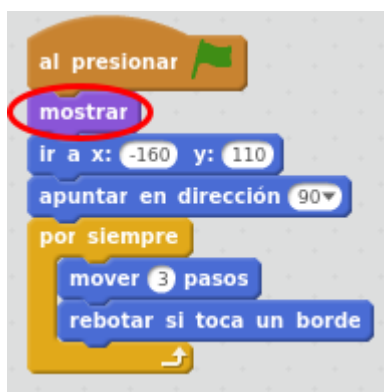 al presionar
mostrar
ir a x: -160 y: 110
apuntar en dirección 90
por siempre
mover 3 pasos
rebotar si toca un borde